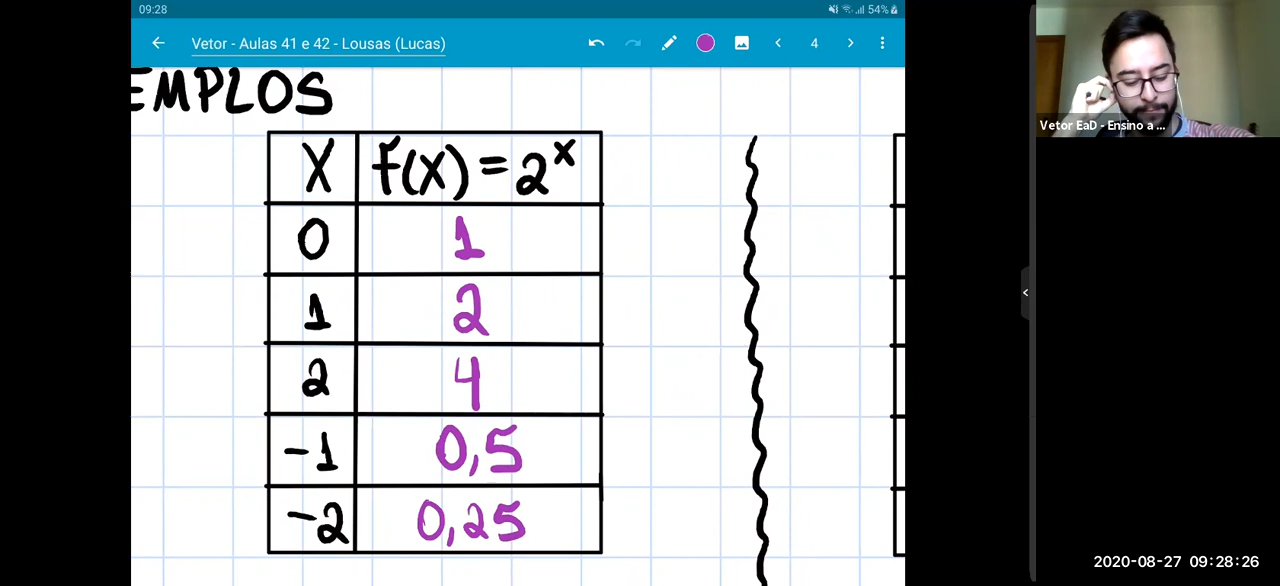 09:28
54%
Vetor - Aulas 41 e 42 - Lousas (Lucas)
4
EMPLOS
X f(x) = 2^x
0 1
1 2
2 4
-1 0,5
-2 0,25
Vetor EaD - Ensino a ...
2020-08-27 09:28:26